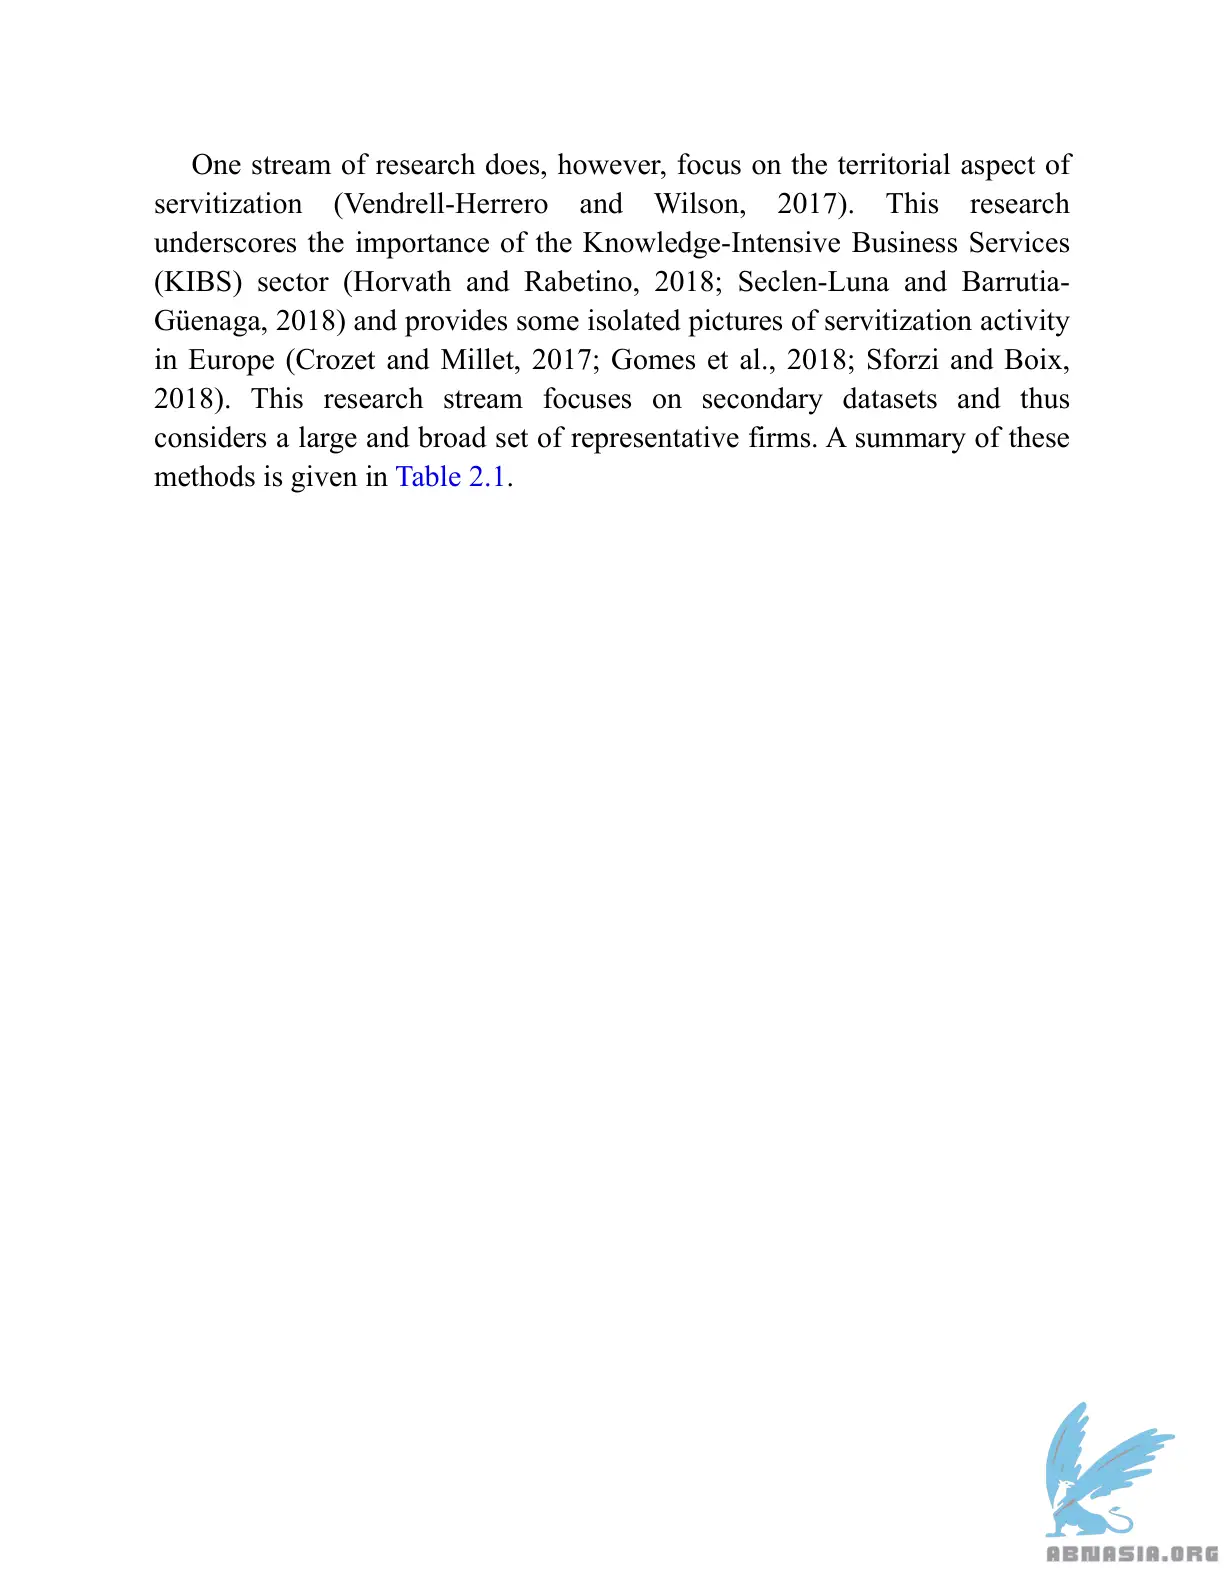 One stream of research does, however, focus on the territorial aspect of
servitization (Vendrell-Herrero and Wilson, 2017). This research
underscores the importance of the Knowledge-Intensive Business Services
(KIBS) sector (Horvath and Rabetino, 2018; Seclen-Luna and Barrutia-
Güenaga, 2018) and provides some isolated pictures of servitization activity
in Europe (Crozet and Millet, 2017; Gomes et al., 2018; Sforzi and Boix,
2018). This research stream focuses on secondary datasets and thus
considers a large and broad set of representative firms. A summary of these
methods is given in Table 2.1.
ABNASIA.ORG